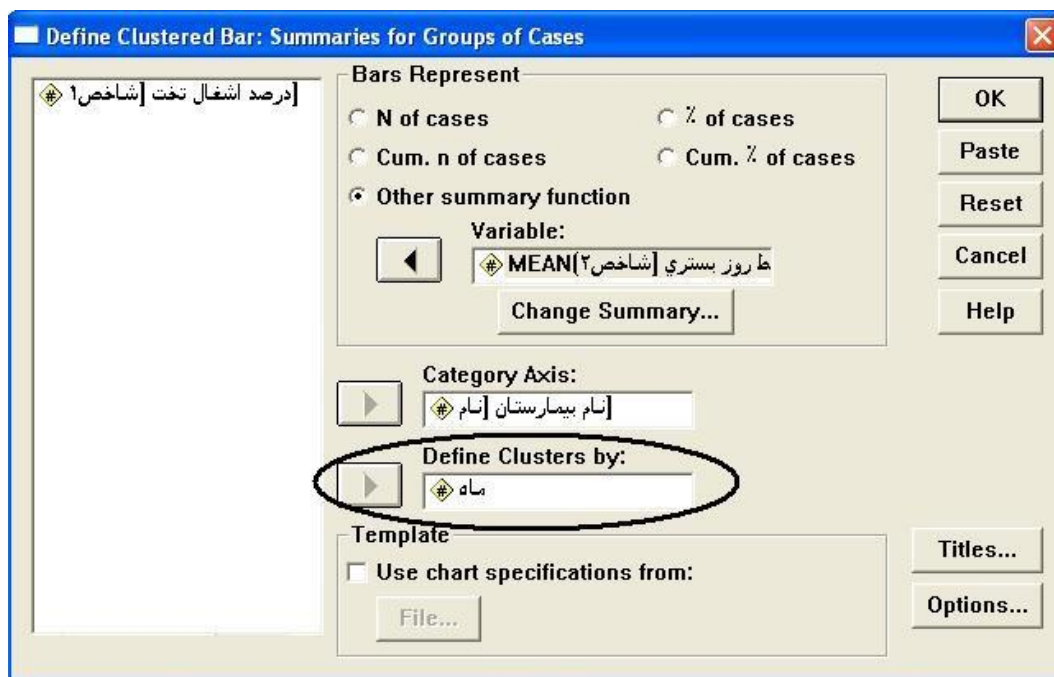 Define Clustered Bar: Summaries for Groups of Cases
درصد اشغال تخت [شاخص۱]
Bars Represent
N of cases
% of cases
Cum. n of cases
Cum. % of cases
Other summary function
Variable:
MEAN(ط روز بستري [شاخص۲
Change Summary...
Category Axis:
نام بیمارستان [نام]
Define Clusters by:
ماه
Template
Use chart specifications from:
File...
OK
Paste
Reset
Cancel
Help
Titles...
Options...